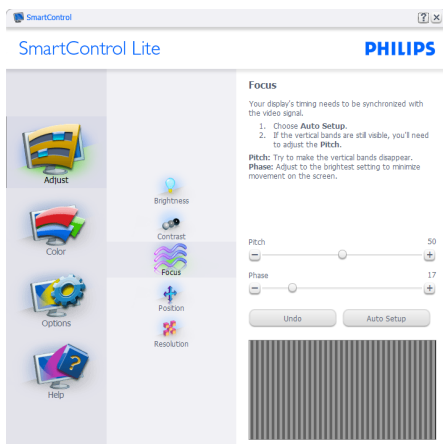 SmartControl
SmartControl Lite
PHILIPS
Adjust
Color
Options
Help
Brightness
Contrast
Focus
Position
Resolution
Focus
Your display's timing needs to be synchronized with
the video signal.
1. Choose Auto Setup.
2. If the vertical bands are still visible, you'll need
to adjust the Pitch.
Pitch: Try to make the vertical bands disappear.
Phase: Adjust to the brightest setting to minimize
movement on the screen.
Pitch 50
Phase 17
Undo Auto Setup